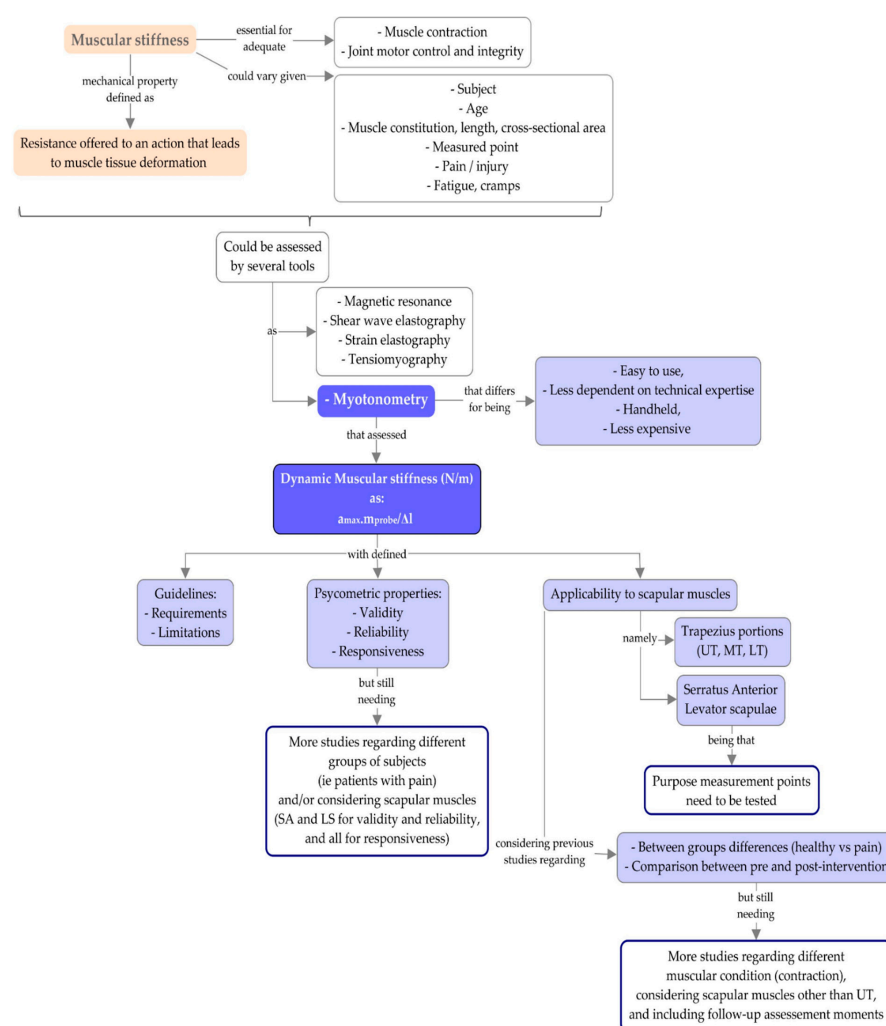 Muscular stiffness
essential for
adequate
- Muscle contraction
- Joint motor control and integrity
could vary given
mechanical property
defined as
- Subject
- Age
- Muscle constitution, length, cross-sectional area
- Measured point
- Pain / injury
- Fatigue, cramps
Resistance offered to an action that leads
to muscle tissue deformation
Could be assessed
by several tools
as
- Magnetic resonance
- Shear wave elastography
- Strain elastography
- Tensiomyography
- Myotonometry
that differs
for being
- Easy to use,
- Less dependent on technical expertise
- Handheld,
- Less expensive
that assessed
Dynamic Muscular stiffness (N/m)
as:
amax.mprobe/Δl
with defined
Guidelines:
- Requirements
- Limitations
Psycometric properties:
- Validity
- Reliability
- Responsiveness
Applicability to scapular muscles
namely
Trapezius portions
(UT, MT, LT)
Serratus Anterior
Levator scapulae
but still
needing
being that
More studies regarding different
groups of subjects
(ie patients with pain)
and/or considering scapular muscles
(SA and LS for validity and reliability,
and all for responsiveness)
Purpose measurement points
need to be tested
considering previous
studies regarding
- Between groups differences (healthy vs pain)
- Comparison between pre and post-intervention
but still
needing
More studies regarding different
muscular condition (contraction),
considering scapular muscles other than UT,
and including follow-up assessement moments